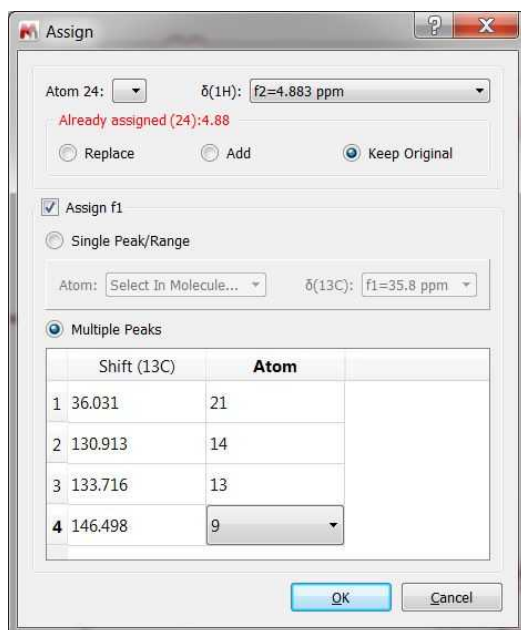 Assign
Atom 24: δ(1H): f2=4.883 ppm
Already assigned (24):4.88
Replace Add Keep Original
Assign f1
Single Peak/Range
Atom: Select In Molecule... δ(13C): f1=35.8 ppm
Multiple Peaks
Shift (13C) Atom
1 36.031 21
2 130.913 14
3 133.716 13
4 146.498 9
OK Cancel